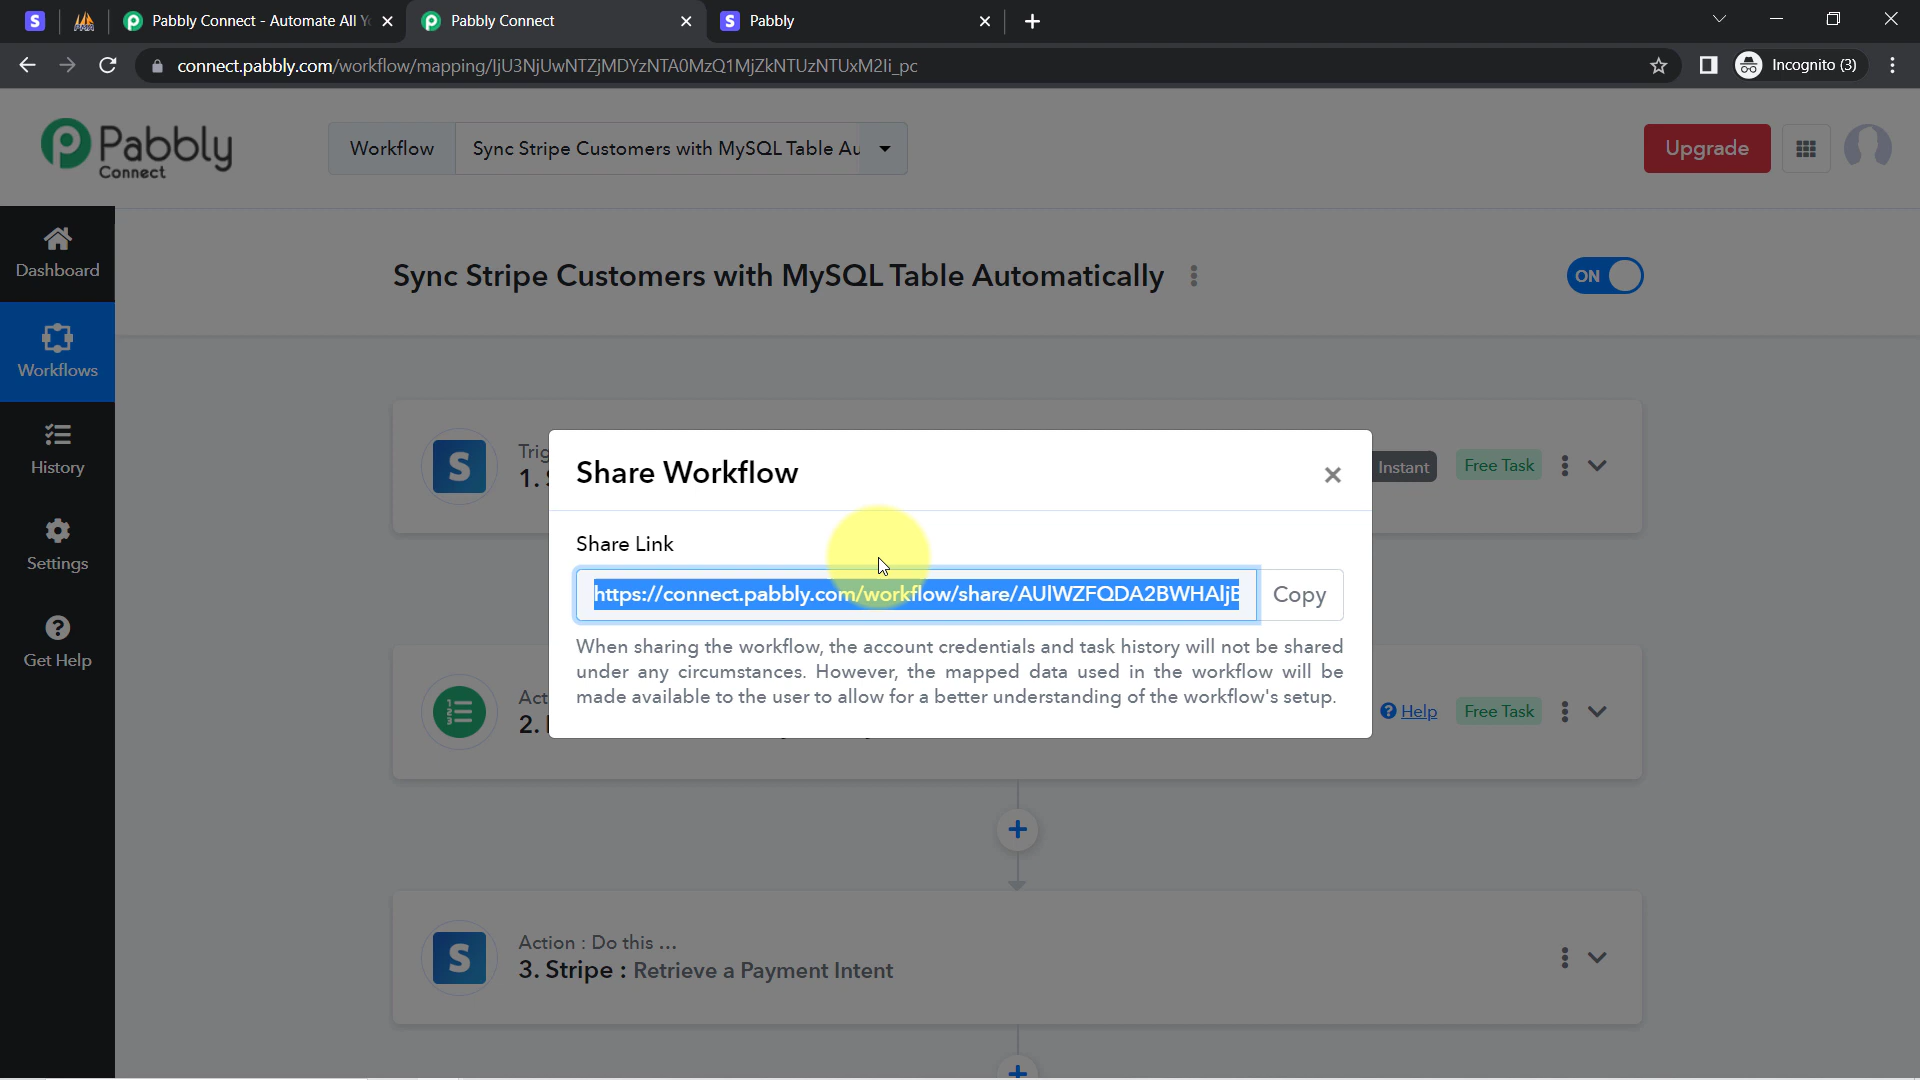 Pabbly Connect - Automate All Y
Pabbly Connect
Pabbly
connect.pabbly.com/workflow/mapping/IjU3NjUwNTZjMDYzNTA0MzQ1MjZkNTUzNTUxM2Ii_pc
Incognito (3)
Pabbly
Connect
Workflow
Sync Stripe Customers with MySQL Table Au
Upgrade
Dashboard
Workflows
History
Settings
Get Help
Sync Stripe Customers with MySQL Table Automatically
ON
Trig
1. S
Instant
Free Task
Share Workflow
Share Link
https://connect.pabbly.com/workflow/share/AUlWZFQDA2BWHAljE
Copy
When sharing the workflow, the account credentials and task history will not be shared
under any circumstances. However, the mapped data used in the workflow will be
made available to the user to allow for a better understanding of the workflow's setup.
Act
2.
Help
Free Task
Action : Do this ...
3. Stripe : Retrieve a Payment Intent